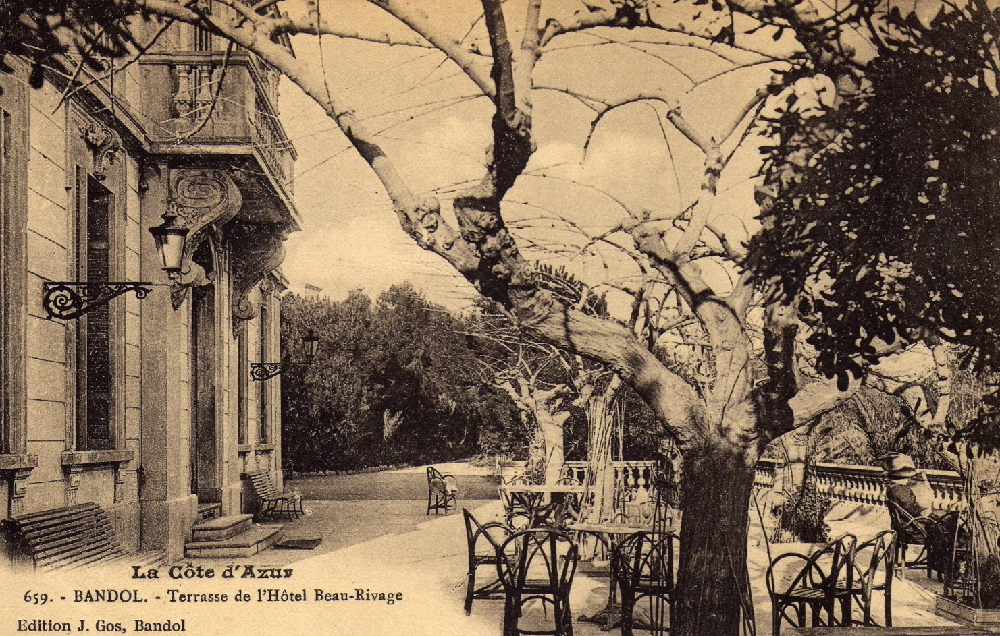 La Côte d'Azur
659. - BANDOL. - Terrasse de l'Hôtel Beau-Rivage
Edition J. Gos, Bandol